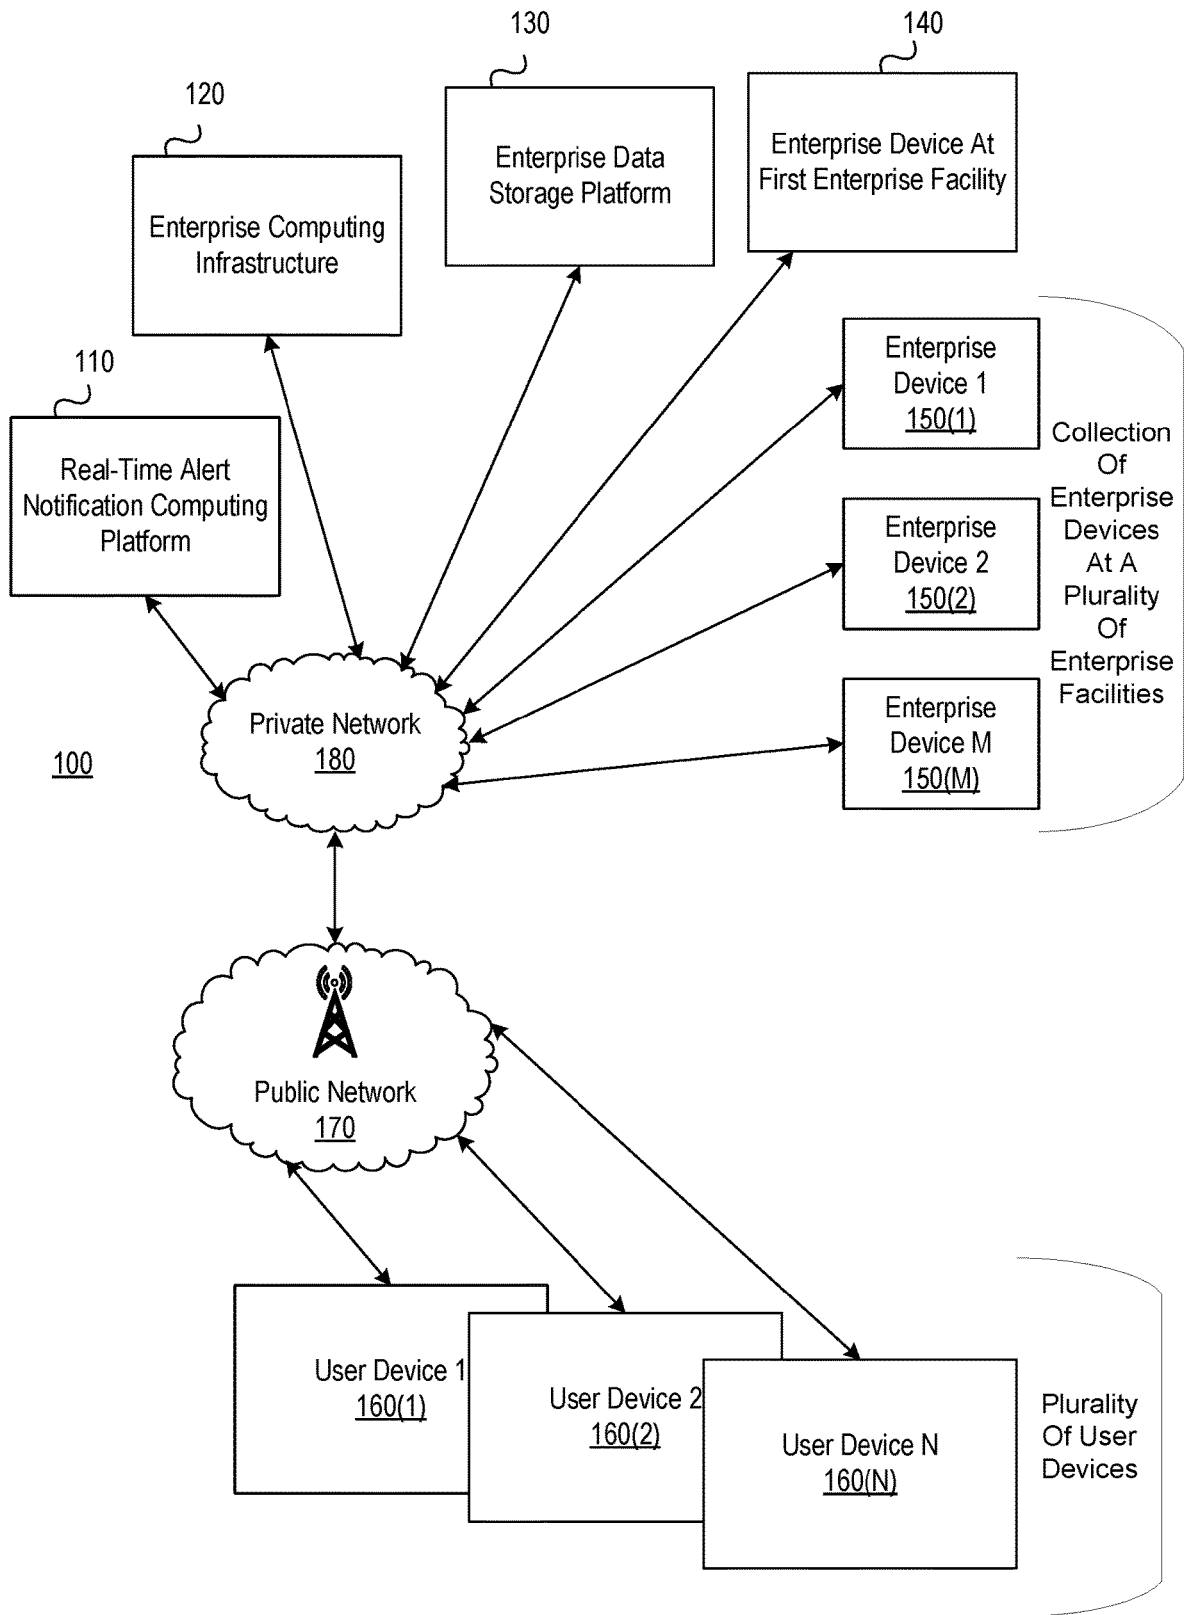 130
140
120
Enterprise Data
Storage Platform
Enterprise Device At
First Enterprise Facility
Enterprise Computing
Infrastructure
110
Real-Time Alert
Notification Computing
Platform
Enterprise
Device 1
150(1)
Enterprise
Device 2
150(2)
Enterprise
Device M
150(M)
Collection
Of
Enterprise
Devices
At A
Plurality
Of
Enterprise
Facilities
Private Network
180
100
Public Network
170
User Device 1
160(1)
User Device 2
160(2)
User Device N
160(N)
Plurality
Of User
Devices